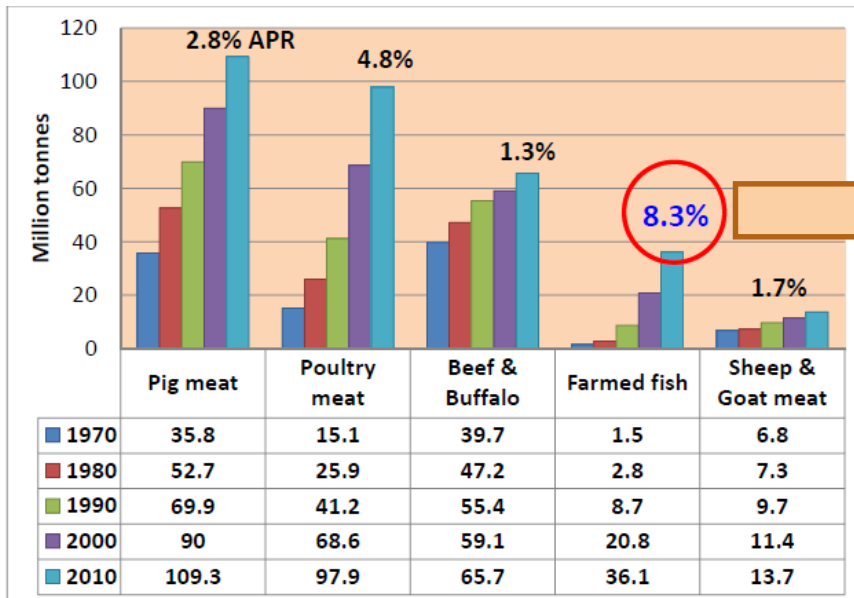 120
100
80
60
40
20
0
Million tonnes
2.8% APR
4.8%
1.3%
8.3%
1.7%
Pig meat Poultry meat Beef & Buffalo Farmed fish Sheep & Goat meat
1970 35.8 15.1 39.7 1.5 6.8
1980 52.7 25.9 47.2 2.8 7.3
1990 69.9 41.2 55.4 8.7 9.7
2000 90 68.6 59.1 20.8 11.4
2010 109.3 97.9 65.7 36.1 13.7